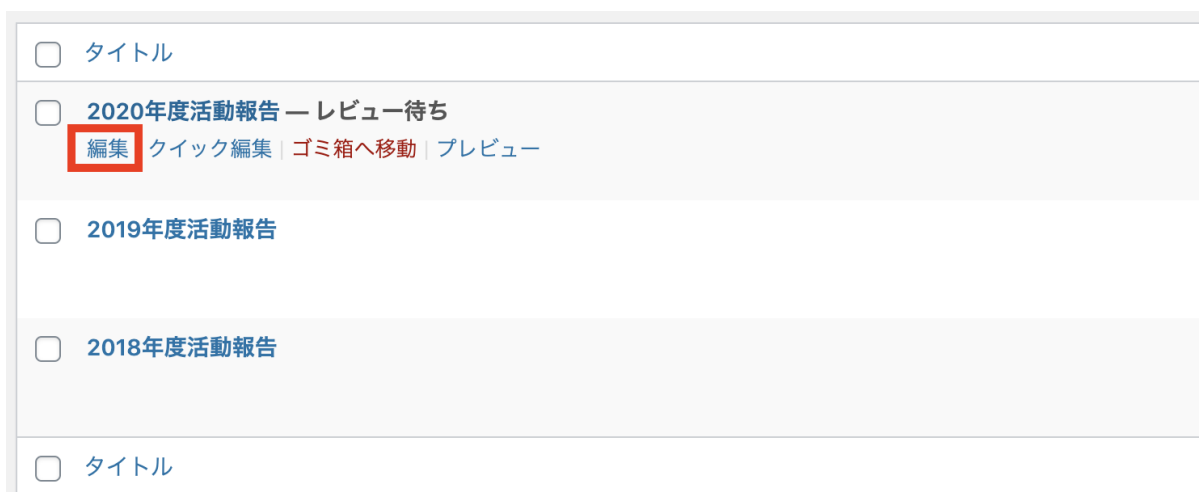 タイトル
2020年度活動報告 — レビュー待ち
編集 クイック編集 | ゴミ箱へ移動 | プレビュー
2019年度活動報告
2018年度活動報告
タイトル